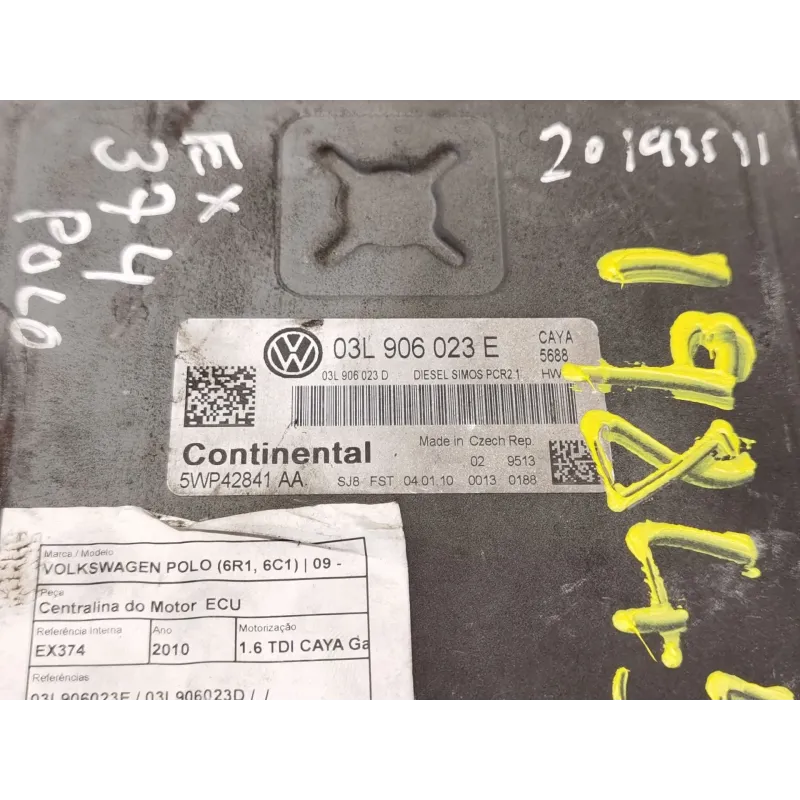 EX
374
POLO
20193511
03L 906 023 E
CAYA
5688
03L 906 023 D DIESEL SIMOS PCR2.1 HW
Continental
5WP42841 AA
Made in Czech Rep.
02 9513
SJ8 FST 04.01.10 0013 0188
Marca / Modelo
VOLKSWAGEN POLO (6R1, 6C1) | 09 -
Peça
Centralina do Motor ECU
Referência Interna
EX374
Ano
2010
Motorização
1.6 TDI CAYA Ga
Referências
03L906023E / 03L906023D / /